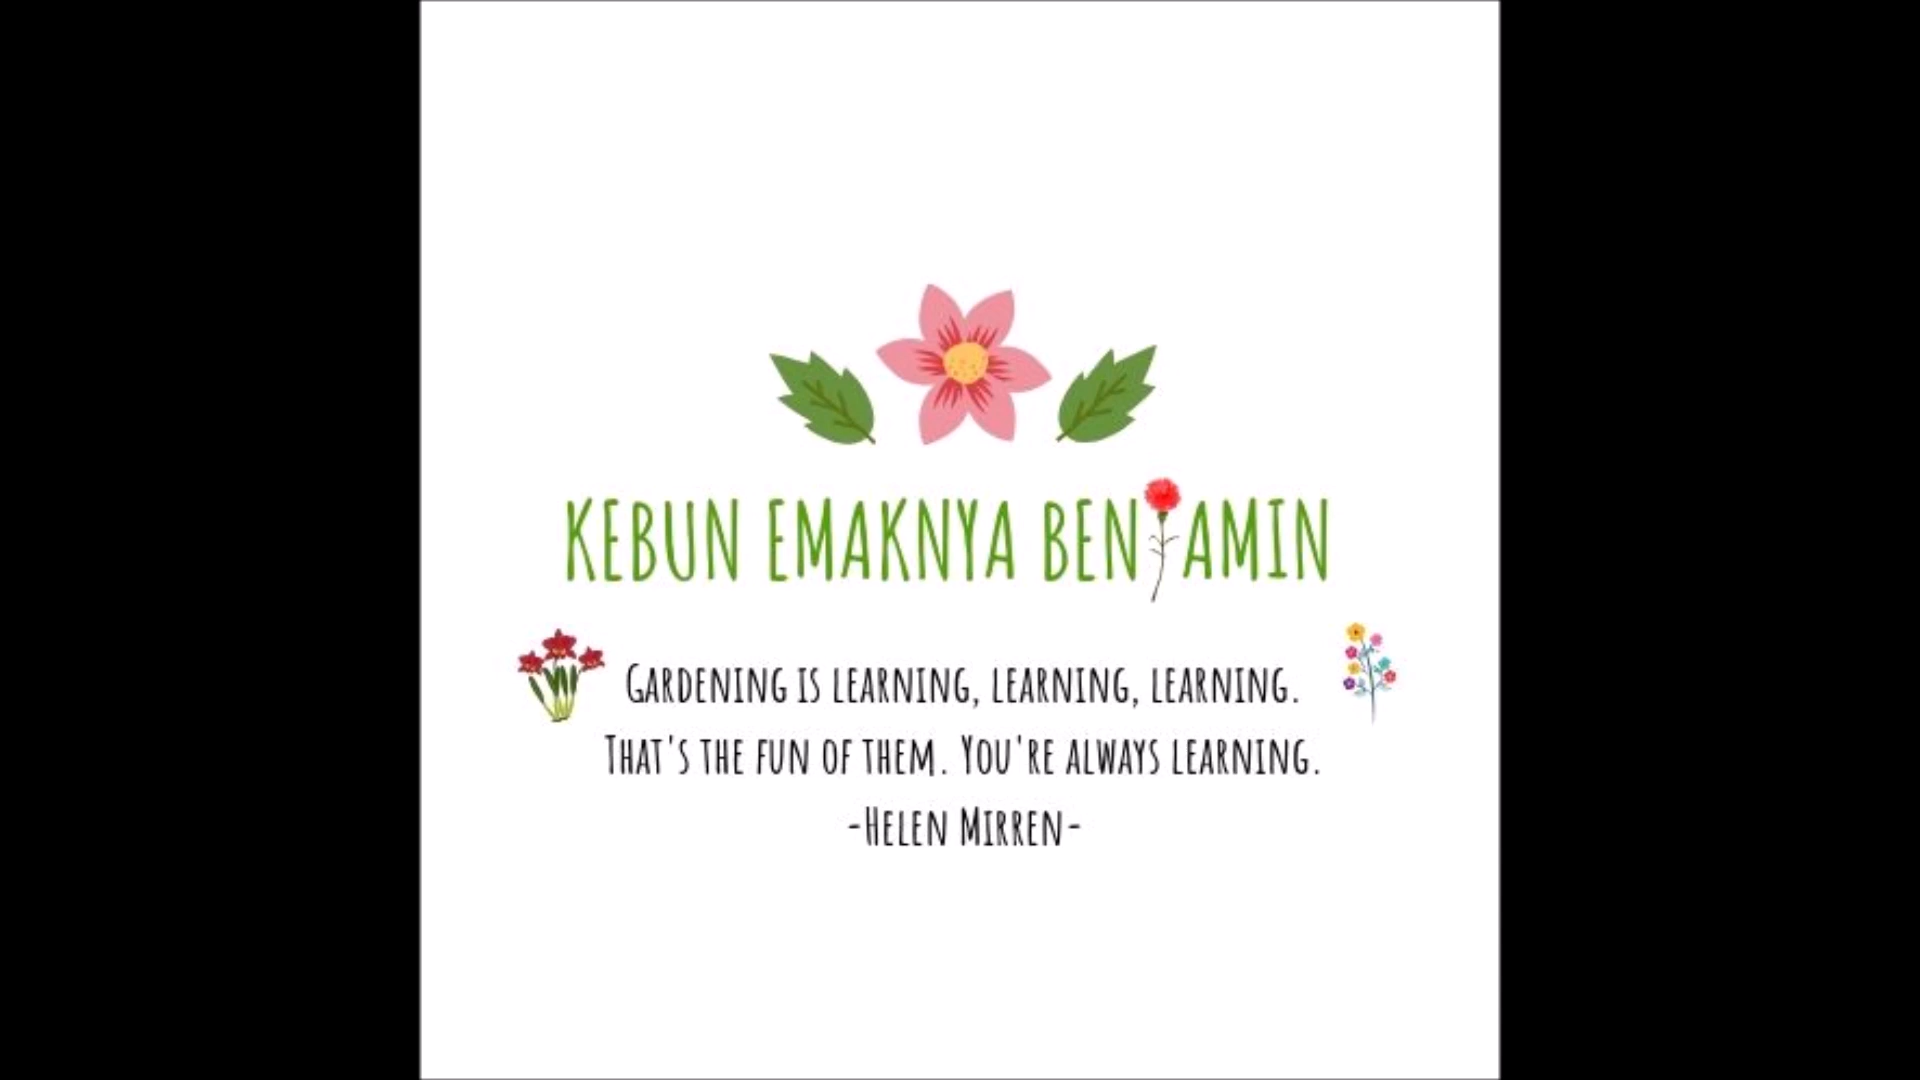 KEBUN EMAKNYA BENJAMIN
GARDENING IS LEARNING, LEARNING, LEARNING.
THAT'S THE FUN OF THEM. YOU'RE ALWAYS LEARNING.
-HELEN MIRREN-